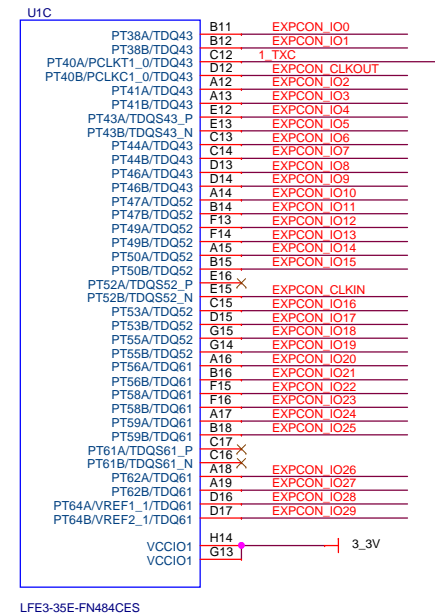 U1C
PT38A/TDQ43 B11 EXPCON_IO0
PT38B/TDQ43 B12 EXPCON_IO1
PT40A/PCLKT1_0/TDQ43 C12 1_TXC
PT40B/PCLKC1_0/TDQ43 D12 EXPCON_CLKOUT
PT41A/TDQ43 A12 EXPCON_IO2
PT41B/TDQ43 A13 EXPCON_IO3
PT43A/TDQS43_P E12 EXPCON_IO4
PT43B/TDQS43_N E13 EXPCON_IO5
PT44A/TDQ43 C13 EXPCON_IO6
PT44B/TDQ43 C14 EXPCON_IO7
PT46A/TDQ43 D13 EXPCON_IO8
PT46B/TDQ43 D14 EXPCON_IO9
PT47A/TDQ52 A14 EXPCON_IO10
PT47B/TDQ52 B14 EXPCON_IO11
PT49A/TDQ52 F13 EXPCON_IO12
PT49B/TDQ52 F14 EXPCON_IO13
PT50A/TDQ52 A15 EXPCON_IO14
PT50B/TDQ52 B15 EXPCON_IO15
PT52A/TDQS52_P E16
PT52B/TDQS52_N E15 EXPCON_CLKIN
PT53A/TDQ52 C15 EXPCON_IO16
PT53B/TDQ52 D15 EXPCON_IO17
PT55A/TDQ52 G15 EXPCON_IO18
PT55B/TDQ52 G14 EXPCON_IO19
PT56A/TDQ61 A16 EXPCON_IO20
PT56B/TDQ61 B16 EXPCON_IO21
PT58A/TDQ61 F15 EXPCON_IO22
PT58B/TDQ61 F16 EXPCON_IO23
PT59A/TDQ61 A17 EXPCON_IO24
PT59B/TDQ61 B18 EXPCON_IO25
PT61A/TDQS61_P C17
PT61B/TDQS61_N C16
PT62A/TDQ61 A18 EXPCON_IO26
PT62B/TDQ61 A19 EXPCON_IO27
PT64A/VREF1_1/TDQ61 D16 EXPCON_IO28
PT64B/VREF2_1/TDQ61 D17 EXPCON_IO29
VCCIO1 H14 3_3V
VCCIO1 G13
LFE3-35E-FN484CES